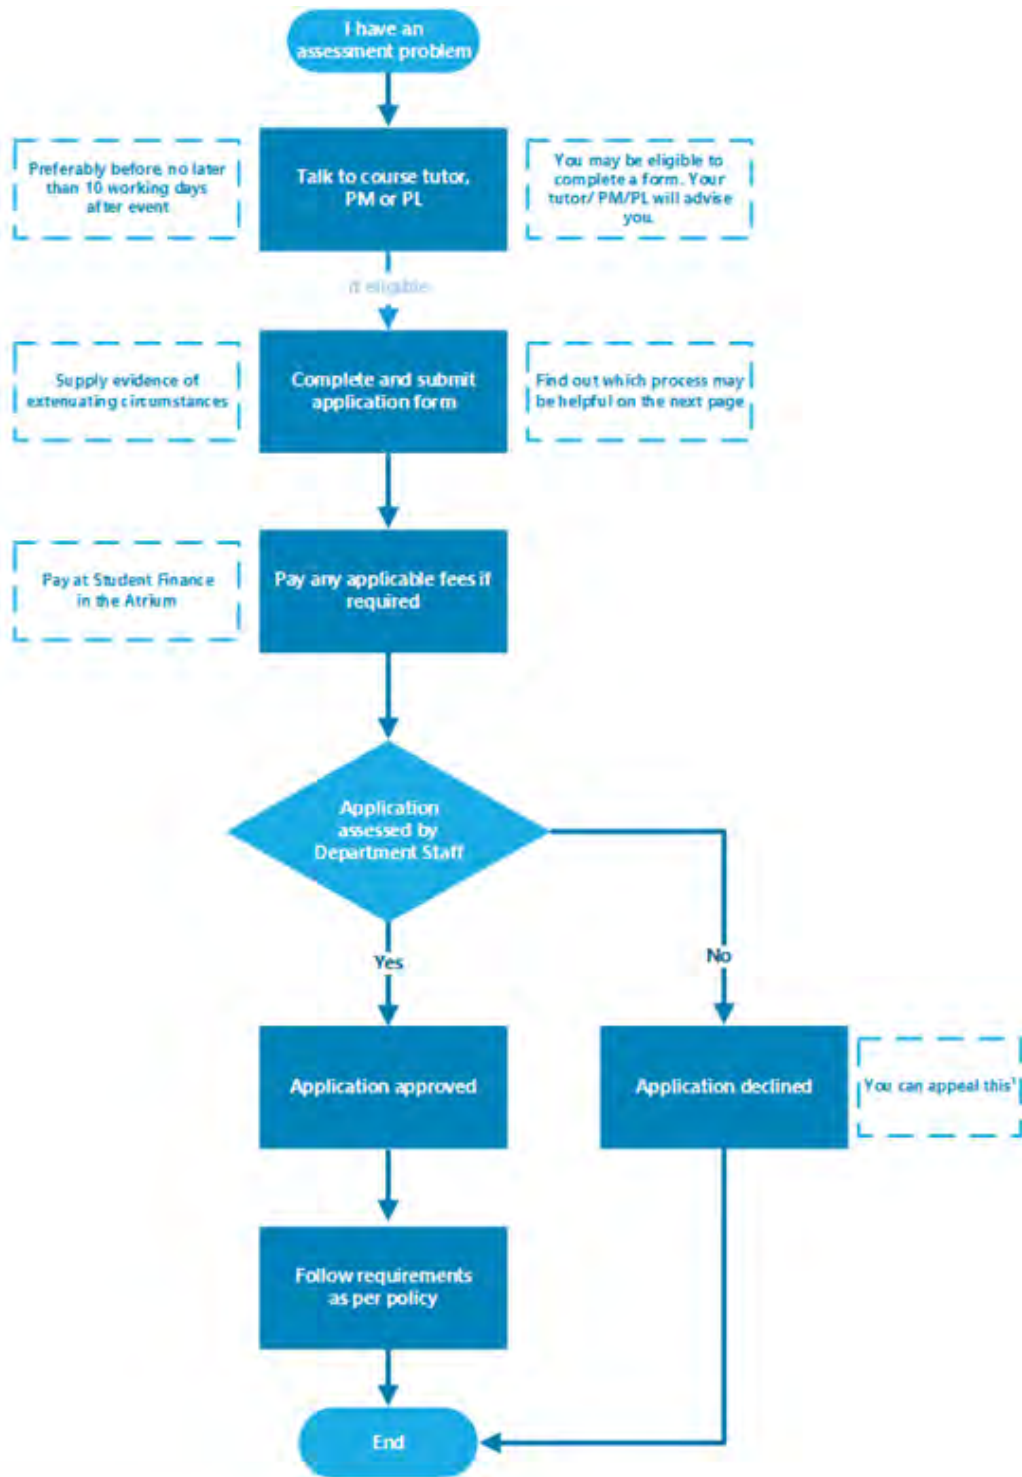 I have an
assessment problem
Preferably before, no later
than 10 working days
after event
Talk to course tutor,
PM or PL
You may be eligible to
complete a form. Your
tutor/ PM/PL will advise
you.
if eligible
Supply evidence of
extenuating circumstances
Complete and submit
application form
Find out which process may
be helpful on the next page
Pay at Student Finance
in the Atrium
Pay any applicable fees if
required
Application
assessed by
Department Staff
Yes
No
Application approved
Application declined
You can appeal this¹
Follow requirements
as per policy
End